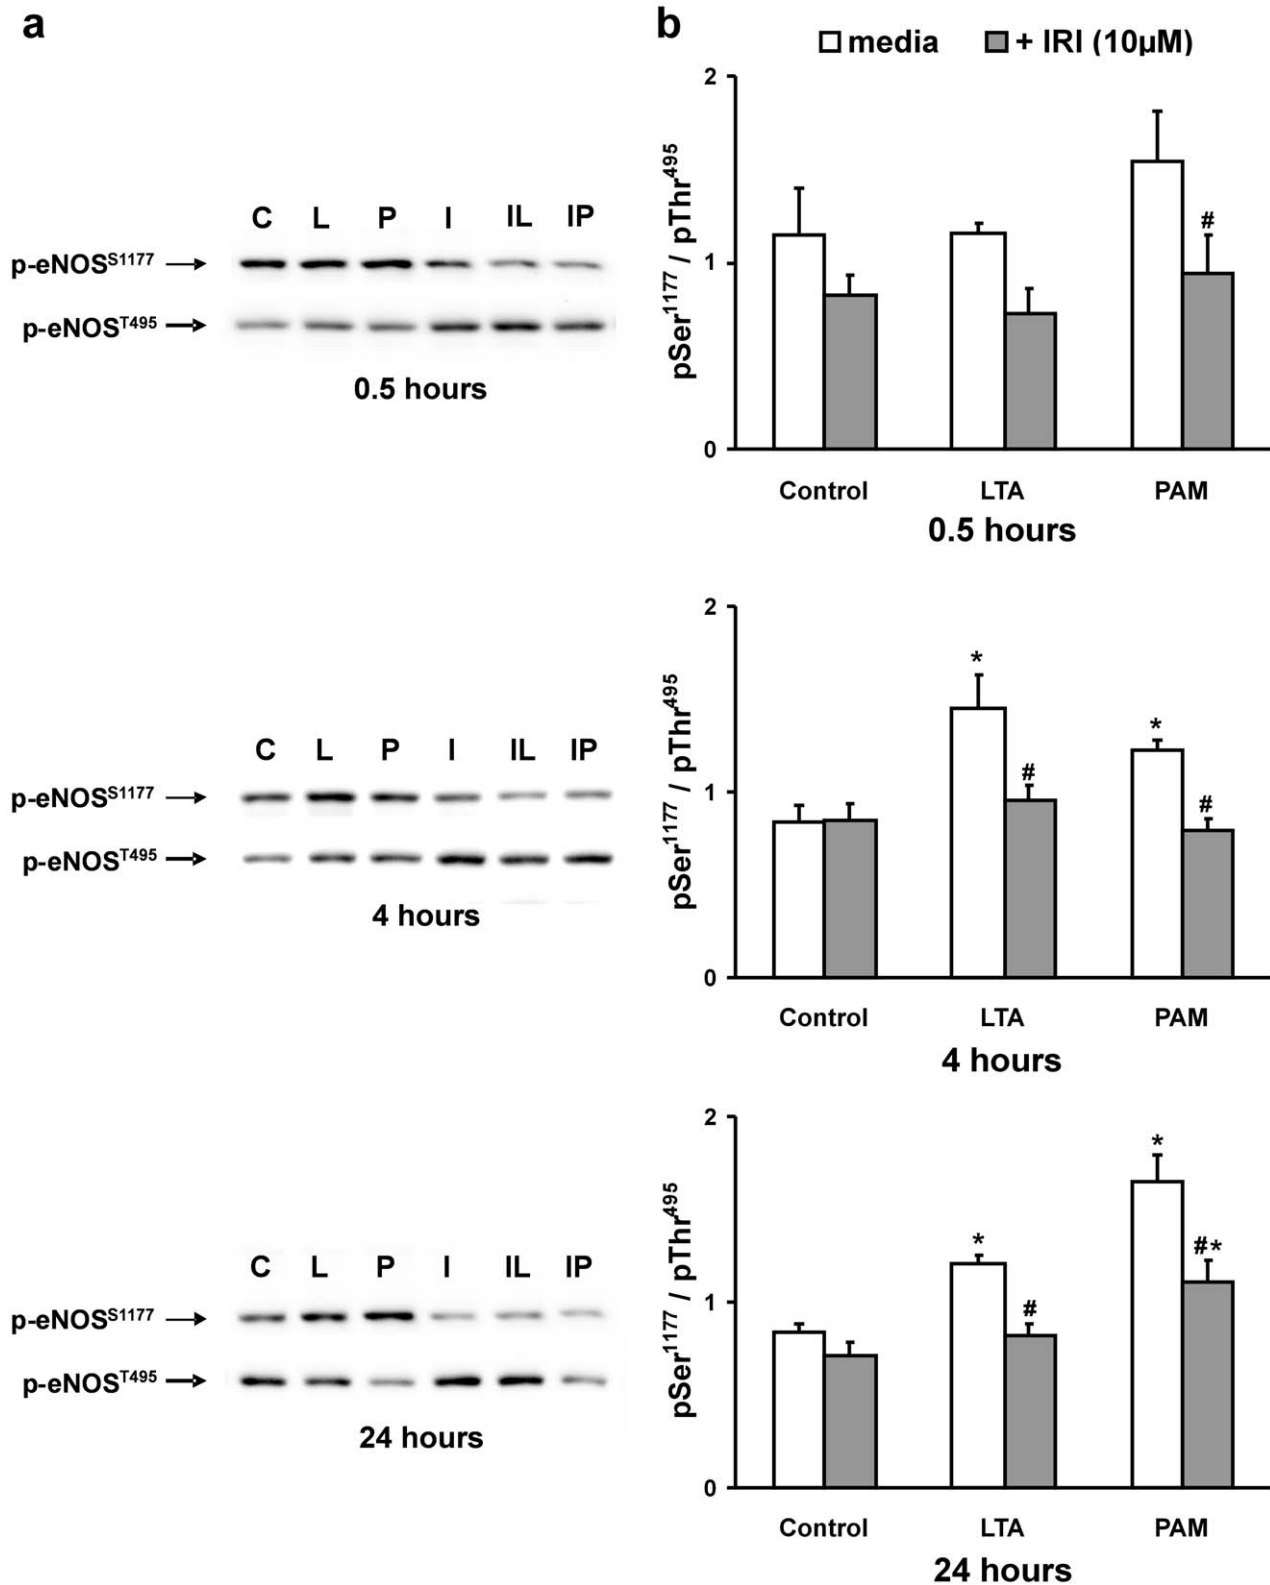 a
C L P I IL IP
p-eNOS^S1177
p-eNOS^T495
0.5 hours
C L P I IL IP
p-eNOS^S1177
p-eNOS^T495
4 hours
C L P I IL IP
p-eNOS^S1177
p-eNOS^T495
24 hours
b
media + IRI (10µM)
pSer^1177 / pThr^495
2
1
0
#
Control LTA PAM
0.5 hours
pSer^1177 / pThr^495
2
1
0
* # * #
Control LTA PAM
4 hours
pSer^1177 / pThr^495
2
1
0
* # * #*
Control LTA PAM
24 hours